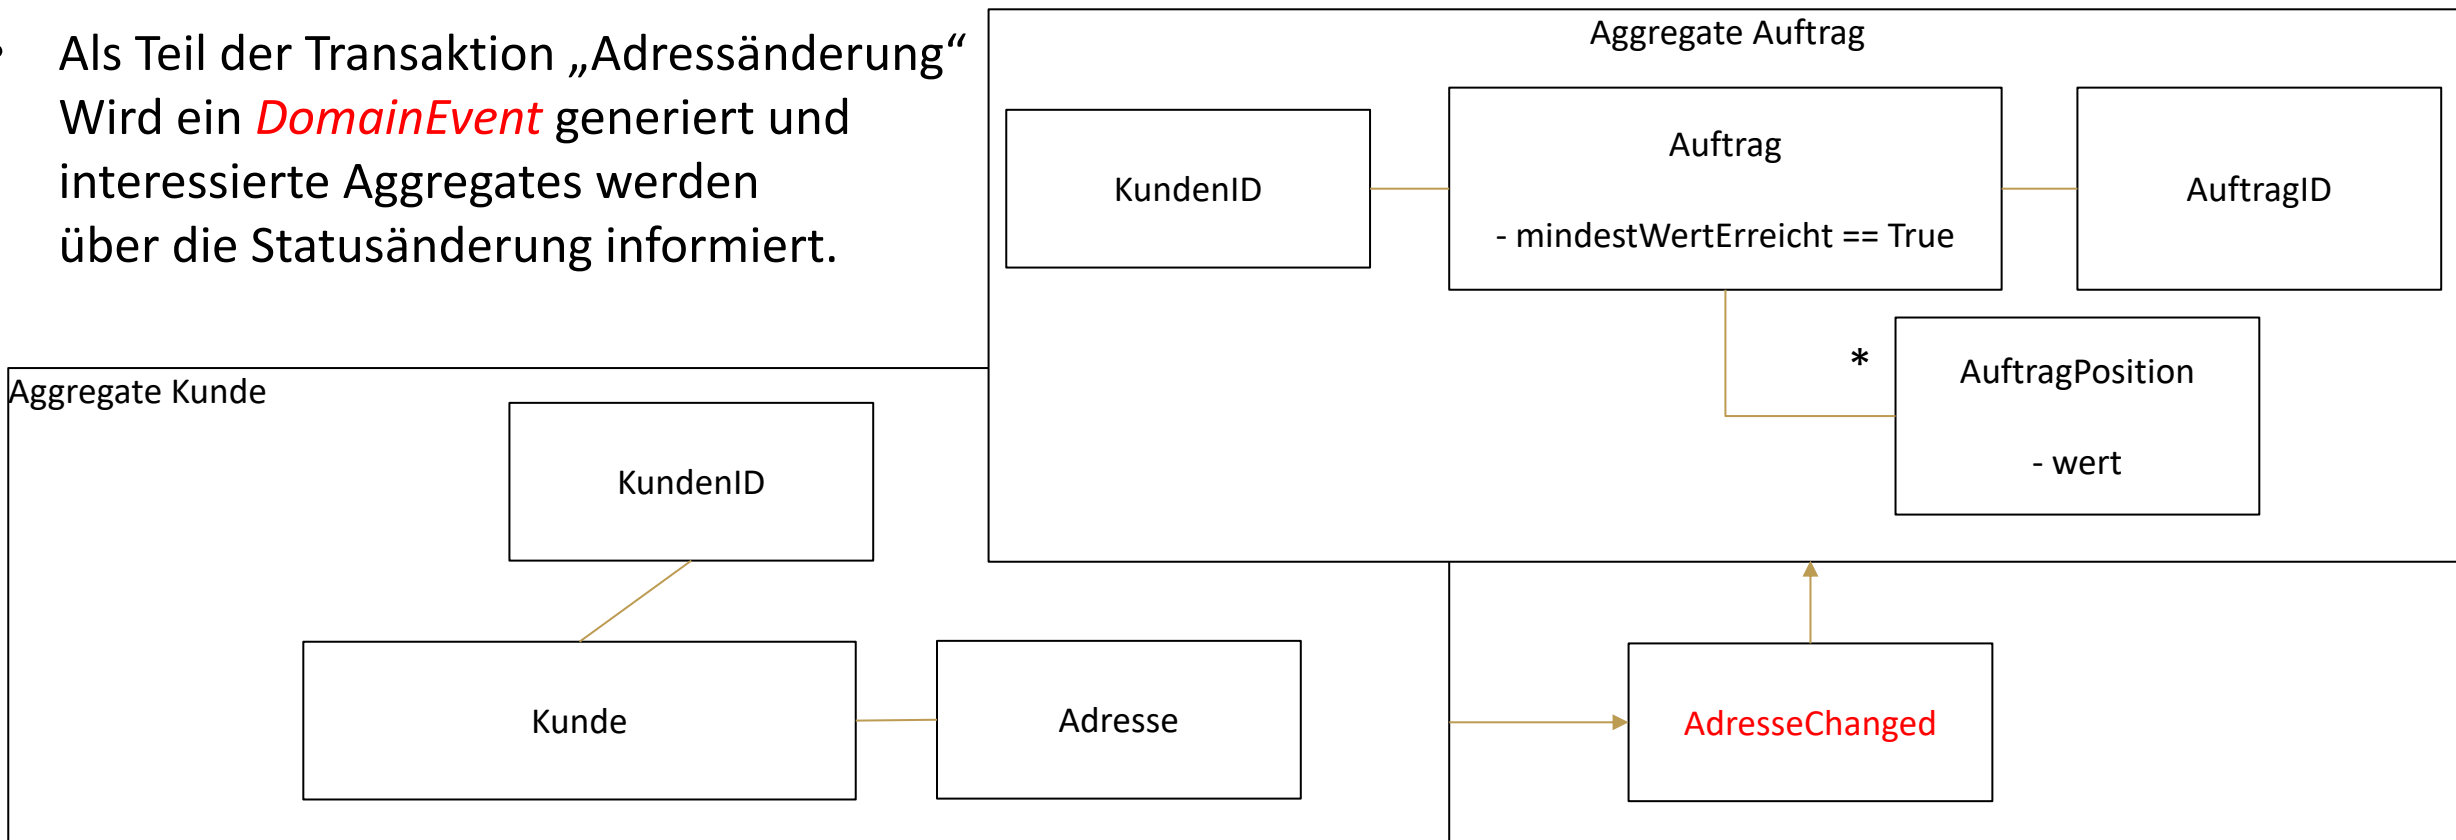 • Als Teil der Transaktion „Adressänderung“
Wird ein DomainEvent generiert und
interessierte Aggregates werden
über die Statusänderung informiert.
Aggregate Auftrag
KundenID
Auftrag
- mindestWertErreicht == True
AuftragID
*
AuftragPosition
- wert
Aggregate Kunde
KundenID
Kunde
Adresse
AdresseChanged